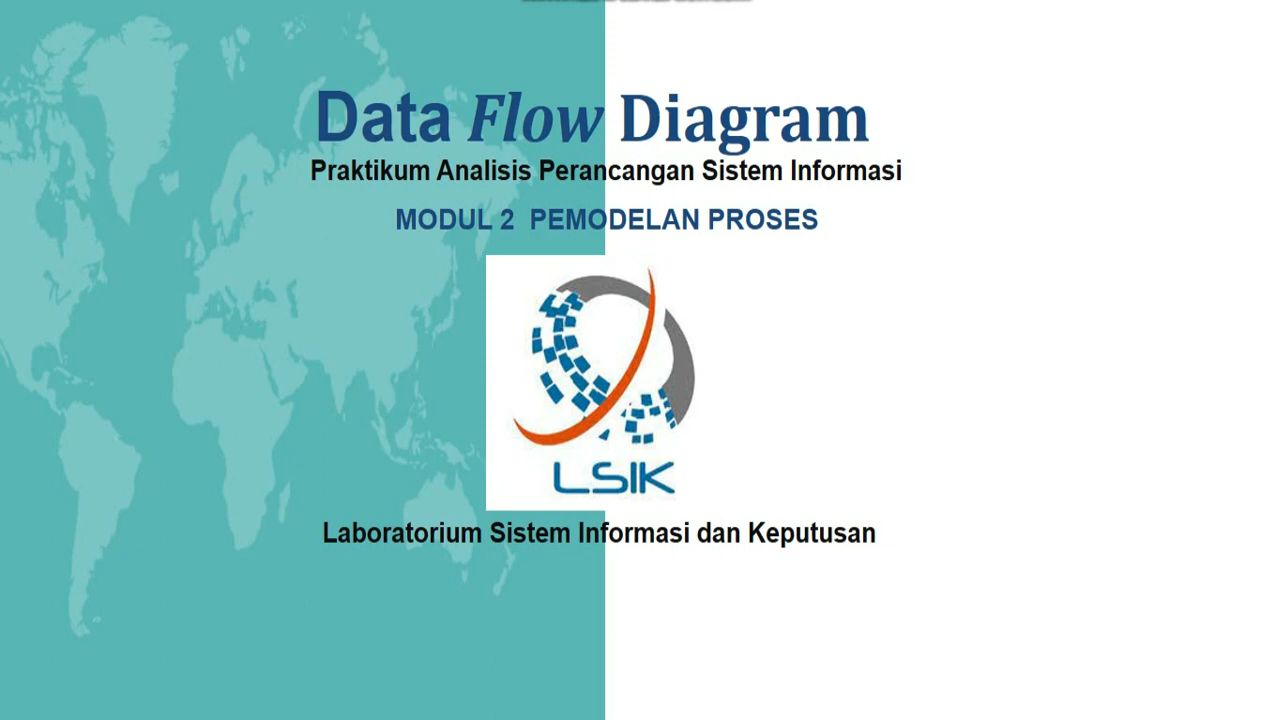 Data Flow Diagram
Praktikum Analisis Perancangan Sistem Informasi
MODUL 2 PEMODELAN PROSES
LSIK
Laboratorium Sistem Informasi dan Keputusan